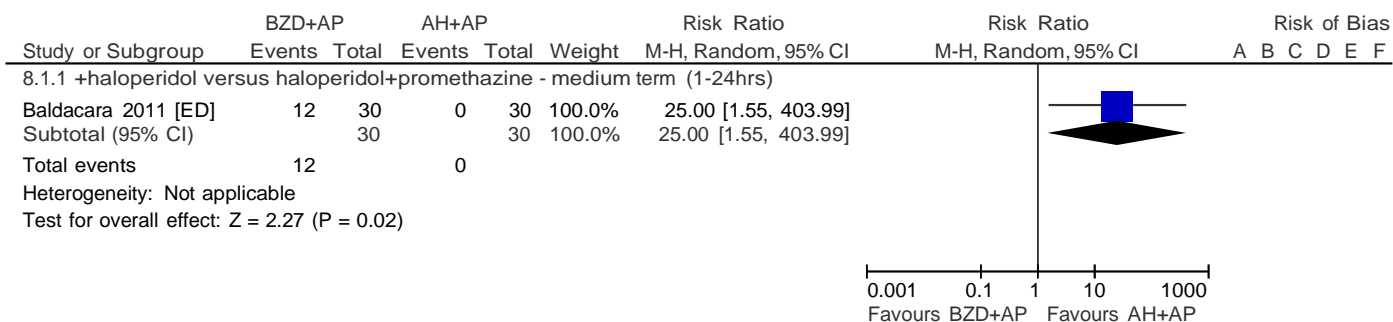 BZD+AP AH+AP Risk Ratio Risk Ratio Risk of Bias
Study or Subgroup Events Total Events Total Weight M-H, Random, 95% CI M-H, Random, 95% CI A B C D E F
8.1.1 +haloperidol versus haloperidol+promethazine - medium term (1-24hrs)
Baldacara 2011 [ED] 12 30 0 30 100.0% 25.00 [1.55, 403.99]
Subtotal (95% CI) 30 30 100.0% 25.00 [1.55, 403.99]
Total events 12 0
Heterogeneity: Not applicable
Test for overall effect: Z = 2.27 (P = 0.02)
0.001 0.1 1 10 1000
Favours BZD+AP Favours AH+AP